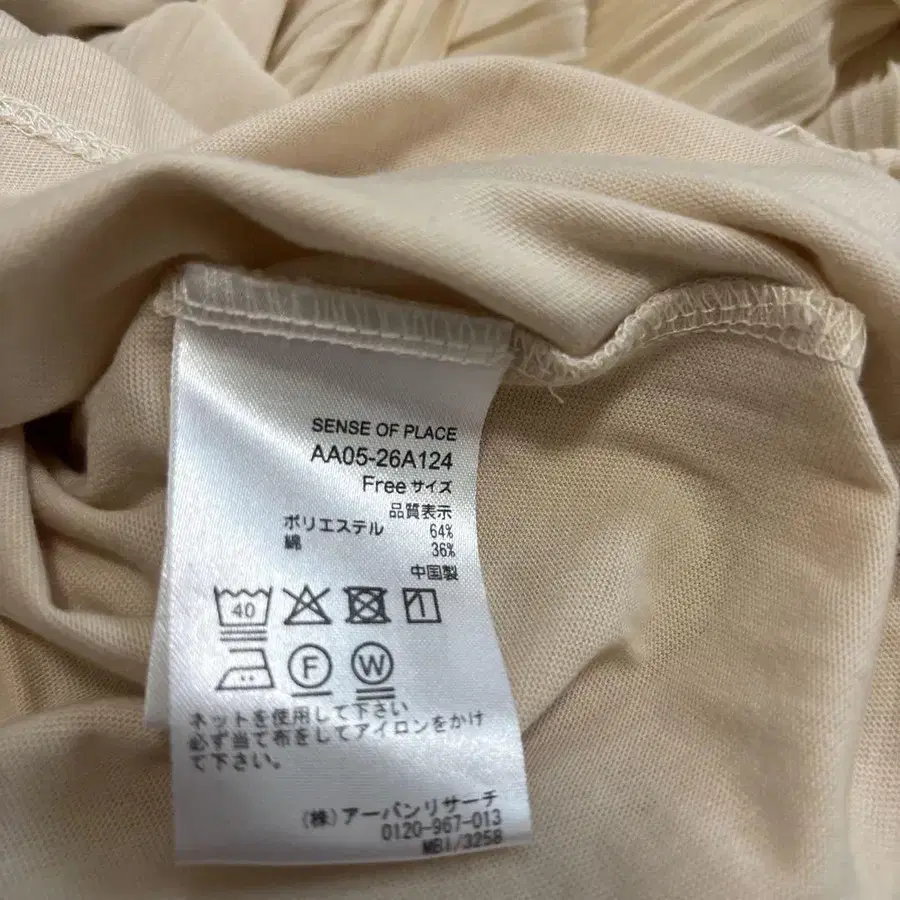 SENSE OF PLACE
AA05-26A124
Freeサイズ
品質表示
ポリエステル 64%
綿 36%
中国製
40
F W
ネットを使用して下さい
必ず当て布をしてアイロンをかけ
て下さい。
(株)アーバンリサーチ
0120-967-013
MBI/3258